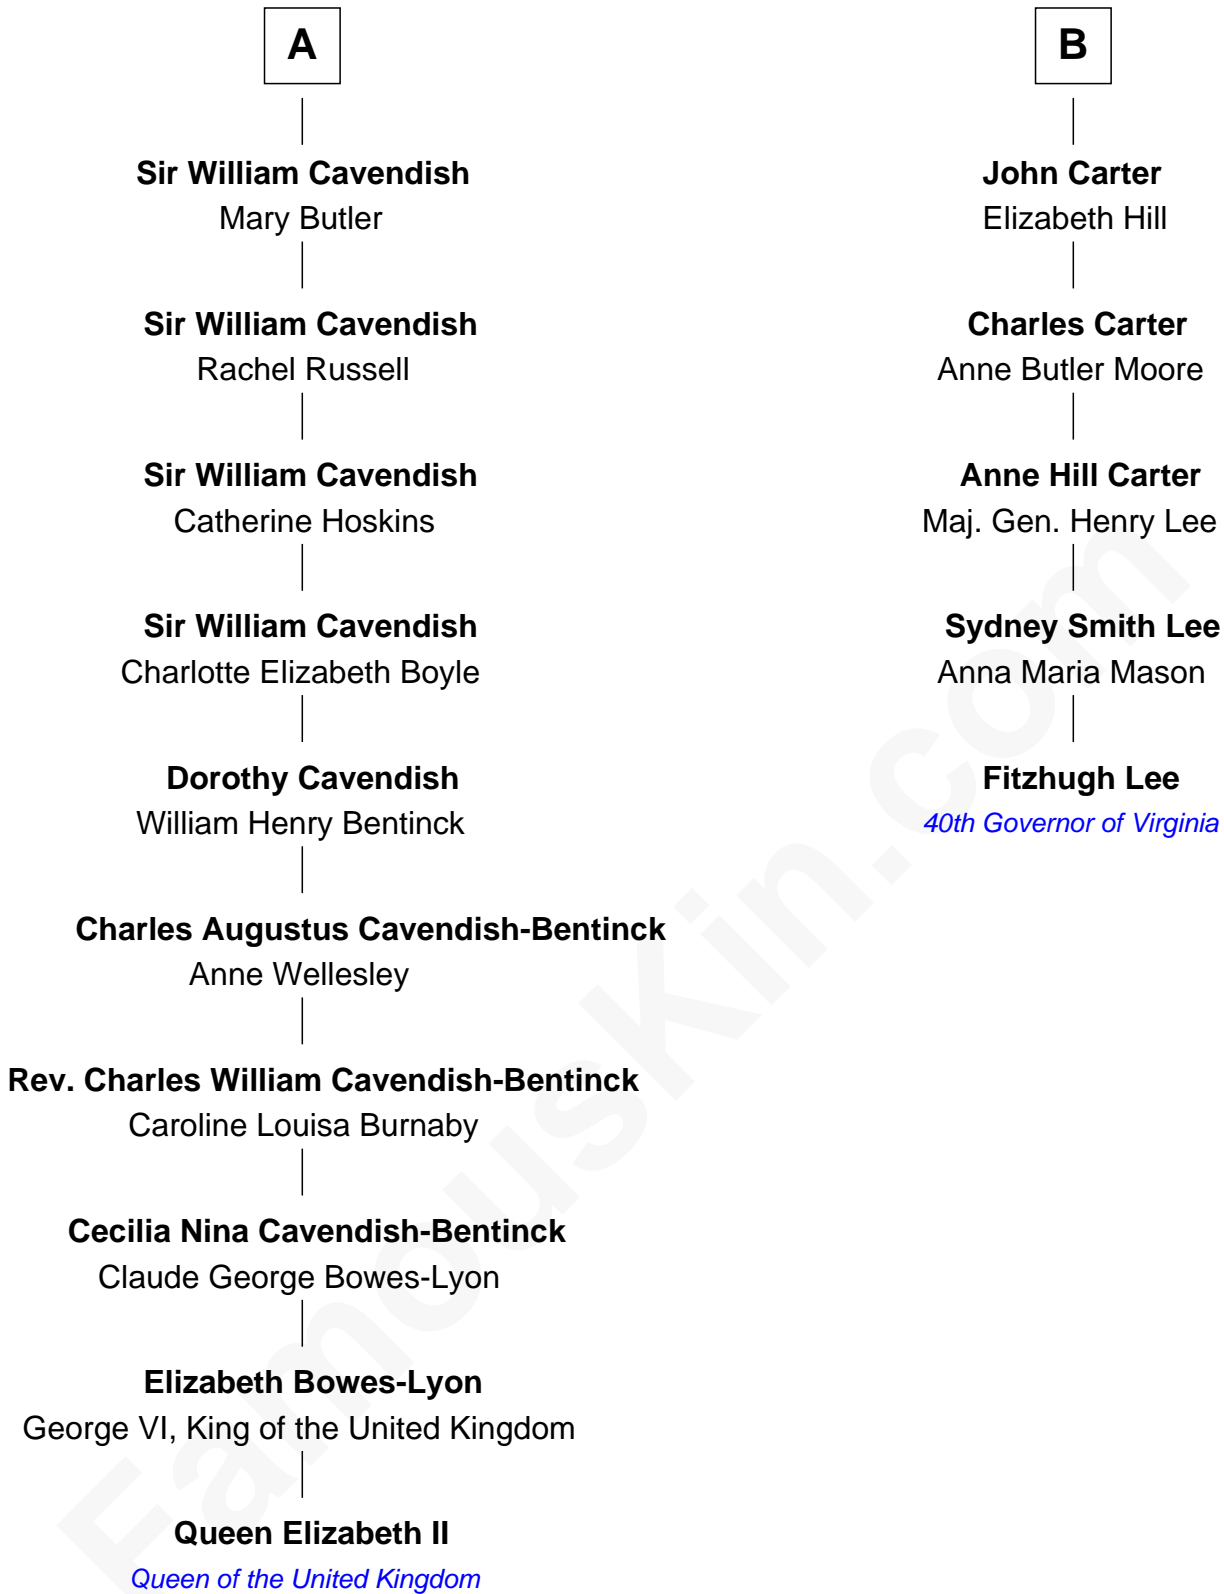 A
Sir William Cavendish
Mary Butler
Sir William Cavendish
Rachel Russell
Sir William Cavendish
Catherine Hoskins
Sir William Cavendish
Charlotte Elizabeth Boyle
Dorothy Cavendish
William Henry Bentinck
Charles Augustus Cavendish-Bentinck
Anne Wellesley
Rev. Charles William Cavendish-Bentinck
Caroline Louisa Burnaby
Cecilia Nina Cavendish-Bentinck
Claude George Bowes-Lyon
Elizabeth Bowes-Lyon
George VI, King of the United Kingdom
Queen Elizabeth II
Queen of the United Kingdom
B
John Carter
Elizabeth Hill
Charles Carter
Anne Butler Moore
Anne Hill Carter
Maj. Gen. Henry Lee
Sydney Smith Lee
Anna Maria Mason
Fitzhugh Lee
40th Governor of Virginia
FamousKin.com